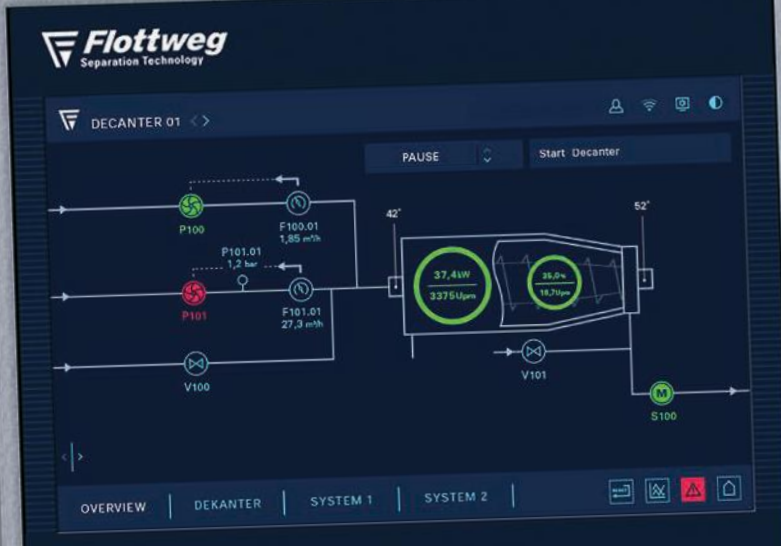 Flottweg
Separation Technology
DECANTER 01
PAUSE
Start Decanter
P100
F100.01
1,85 m³/h
P101.01
1,2 bar
P101
F101.01
27,3 m³/h
V100
42°
52°
37,4kW
3375Upm
25,0%
16,7Upm
V101
M
S100
OVERVIEW
DEKANTER
SYSTEM 1
SYSTEM 2